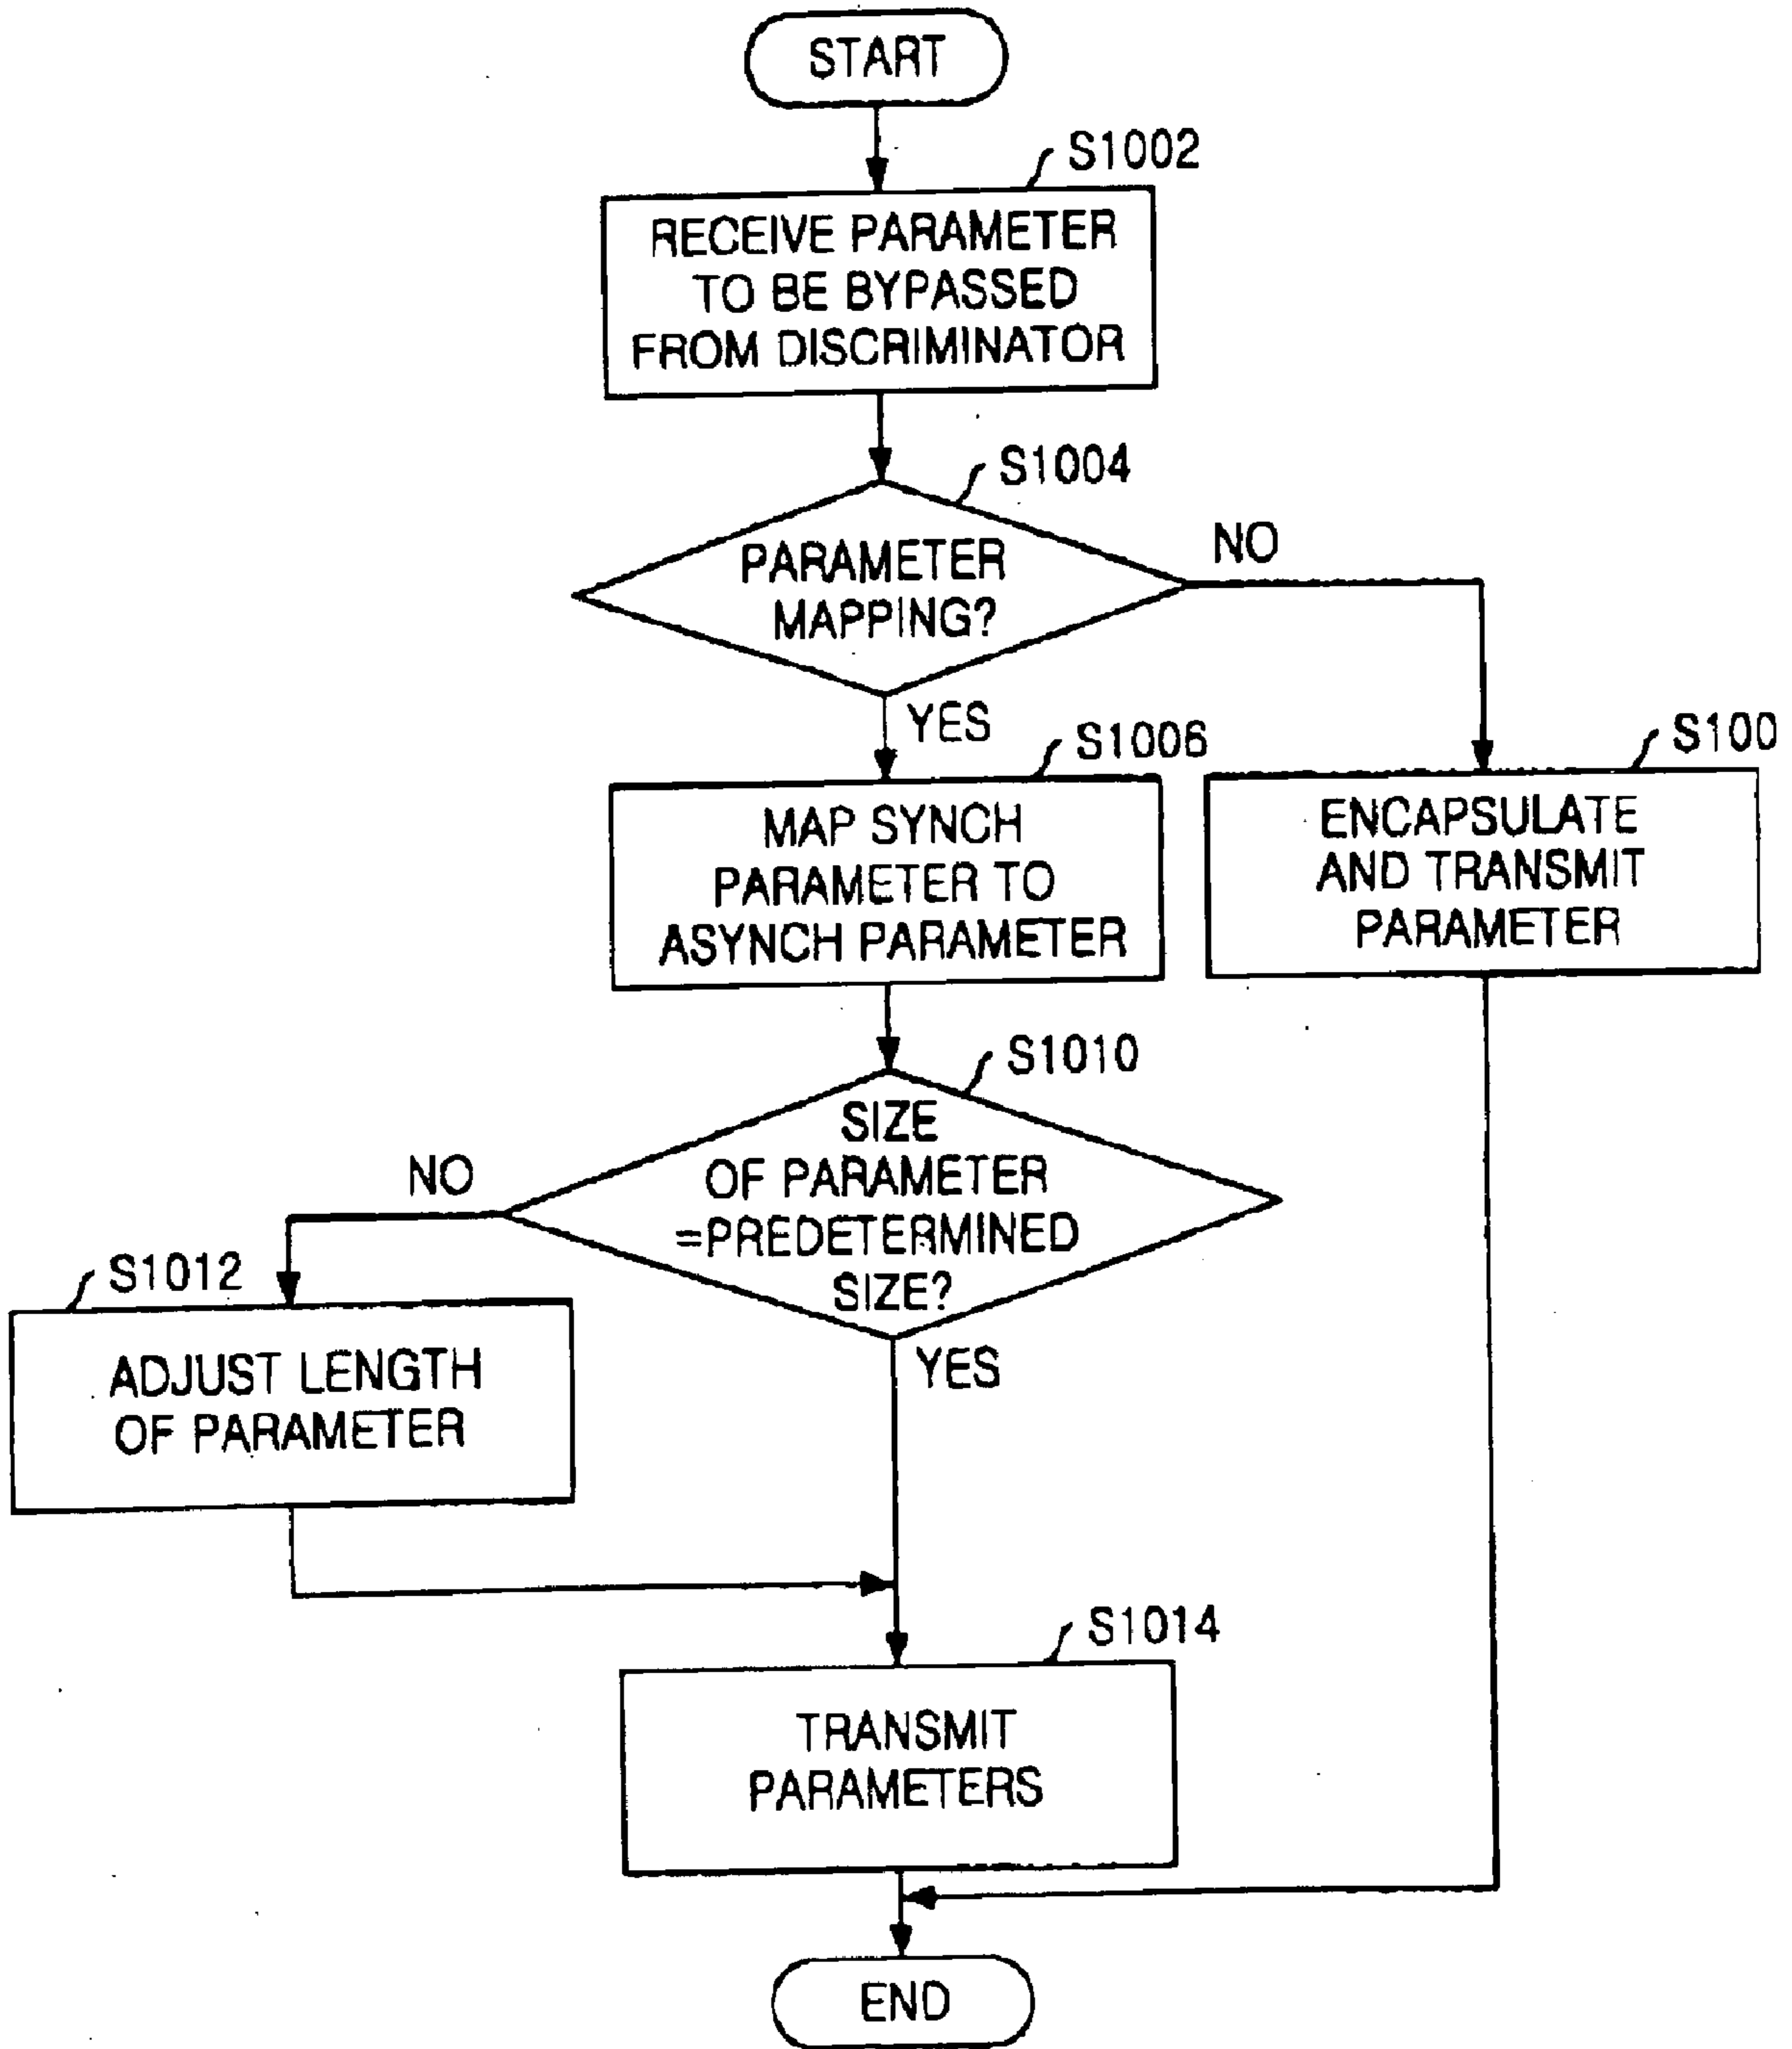 START
S1002
RECEIVE PARAMETER
TO BE BYPASSED
FROM DISCRIMINATOR
S1004
PARAMETER
MAPPING?
NO
YES
S1006
MAP SYNCH
PARAMETER TO
ASYNCH PARAMETER
S100
ENCAPSULATE
AND TRANSMIT
PARAMETER
S1010
SIZE
OF PARAMETER
=PREDETERMINED
SIZE?
NO
YES
S1012
ADJUST LENGTH
OF PARAMETER
S1014
TRANSMIT
PARAMETERS
END